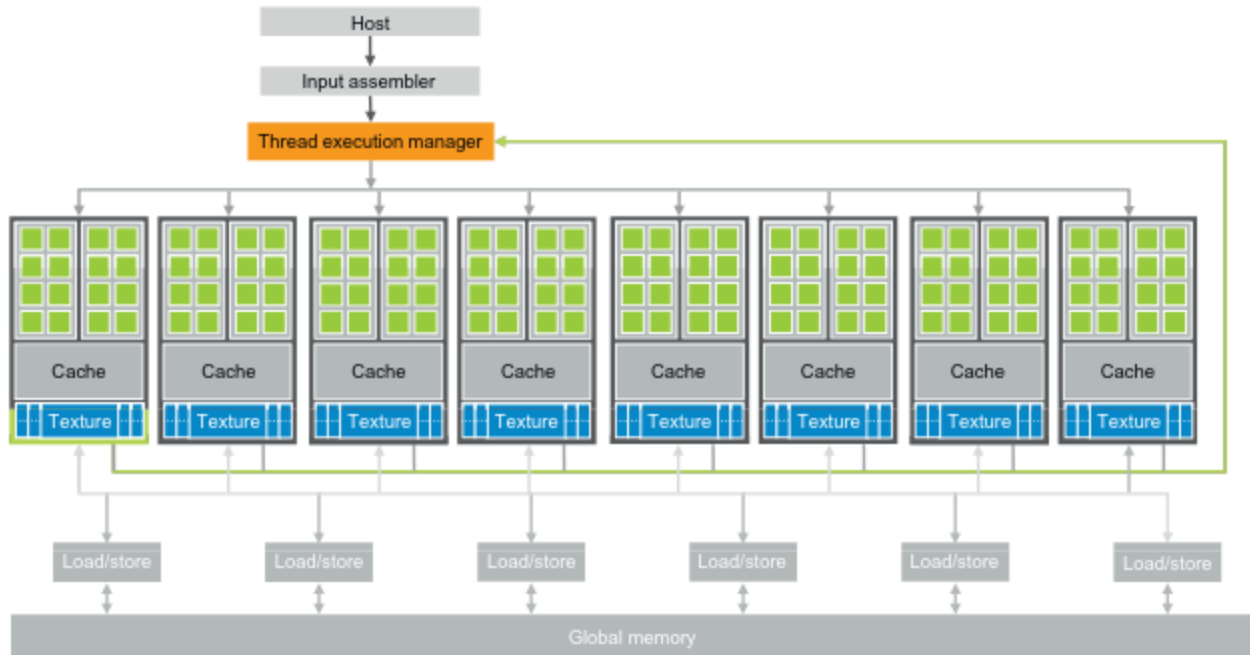 Host
Input assembler
Thread execution manager
Cache
Cache
Cache
Cache
Cache
Cache
Cache
Cache
Texture
Texture
Texture
Texture
Texture
Texture
Texture
Texture
Load/store
Load/store
Load/store
Load/store
Load/store
Load/store
Global memory